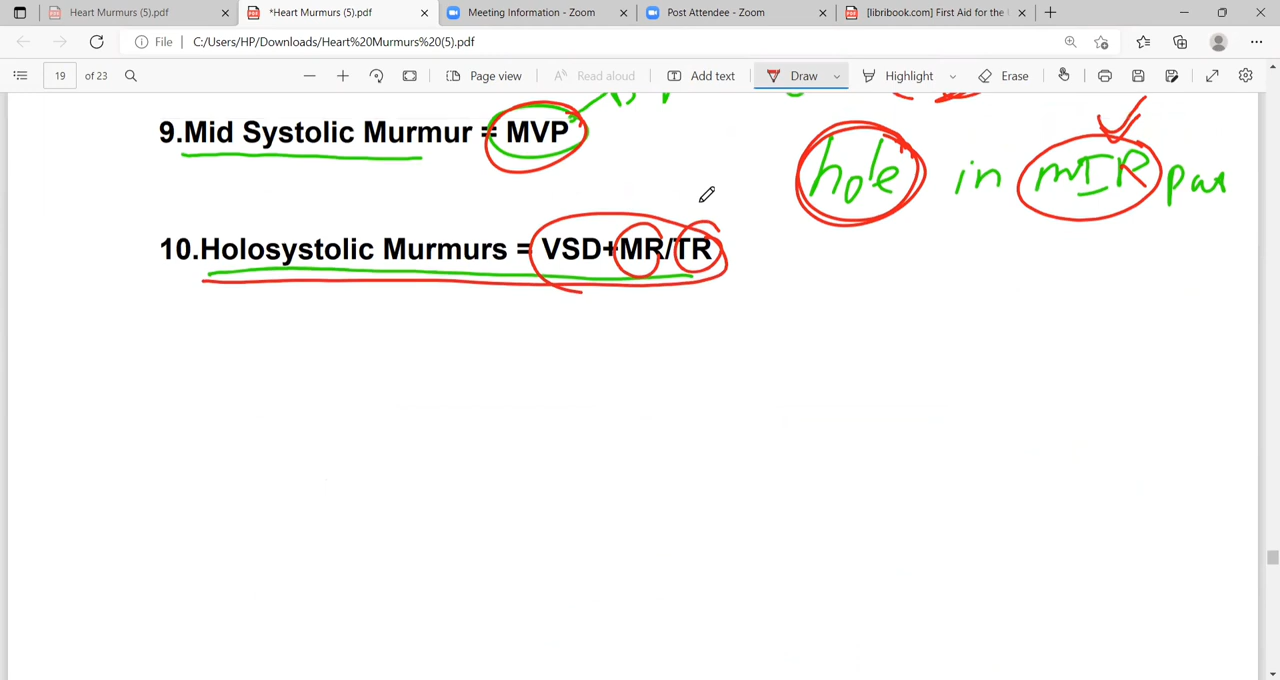 Heart Murmurs (5).pdf
*Heart Murmurs (5).pdf
Meeting Information - Zoom
Post Attendee - Zoom
[libribook.com] First Aid for the
File
C:/Users/HP/Downloads/Heart%20Murmurs%20(5).pdf
19
of 23
Page view
Read aloud
Add text
Draw
Highlight
Erase
9.Mid Systolic Murmur = MVP
hole in mIR pas
10.Holosystolic Murmurs = VSD+MR/TR